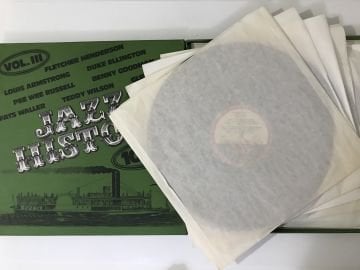 VOL. III
FLETCHER HENDERSON
LOUIS ARMSTRONG
DUKE ELLINGTON
PEE WEE RUSSELL
BENNY GOODMAN
FATS WALLER
TEDDY WILSON
JAZZ
HISTO